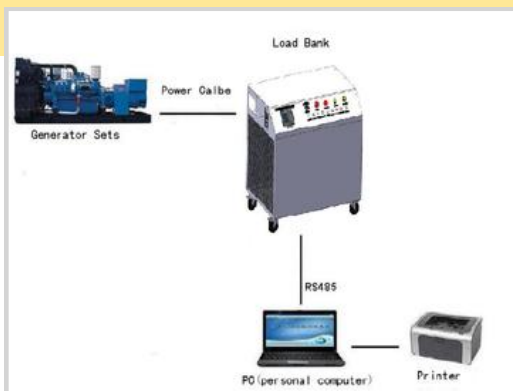 Load Bank
Power Calbe
Generator Sets
RS485
PC(personal computer)
Printer